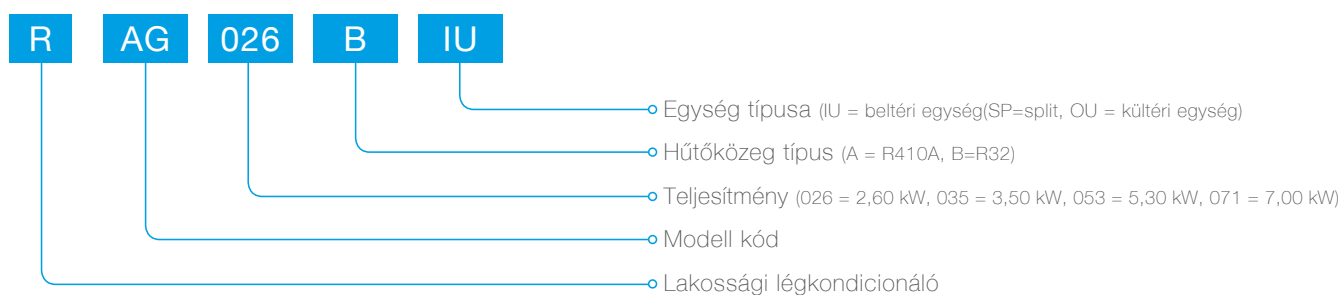 R AG 026 B IU
Egység típusa (IU = beltéri egység(SP=split, OU = kültéri egység)
Hűtőközeg típus (A = R410A, B=R32)
Teljesítmény (026 = 2,60 kW, 035 = 3,50 kW, 053 = 5,30 kW, 071 = 7,00 kW)
Modell kód
Lakossági légkondicionáló